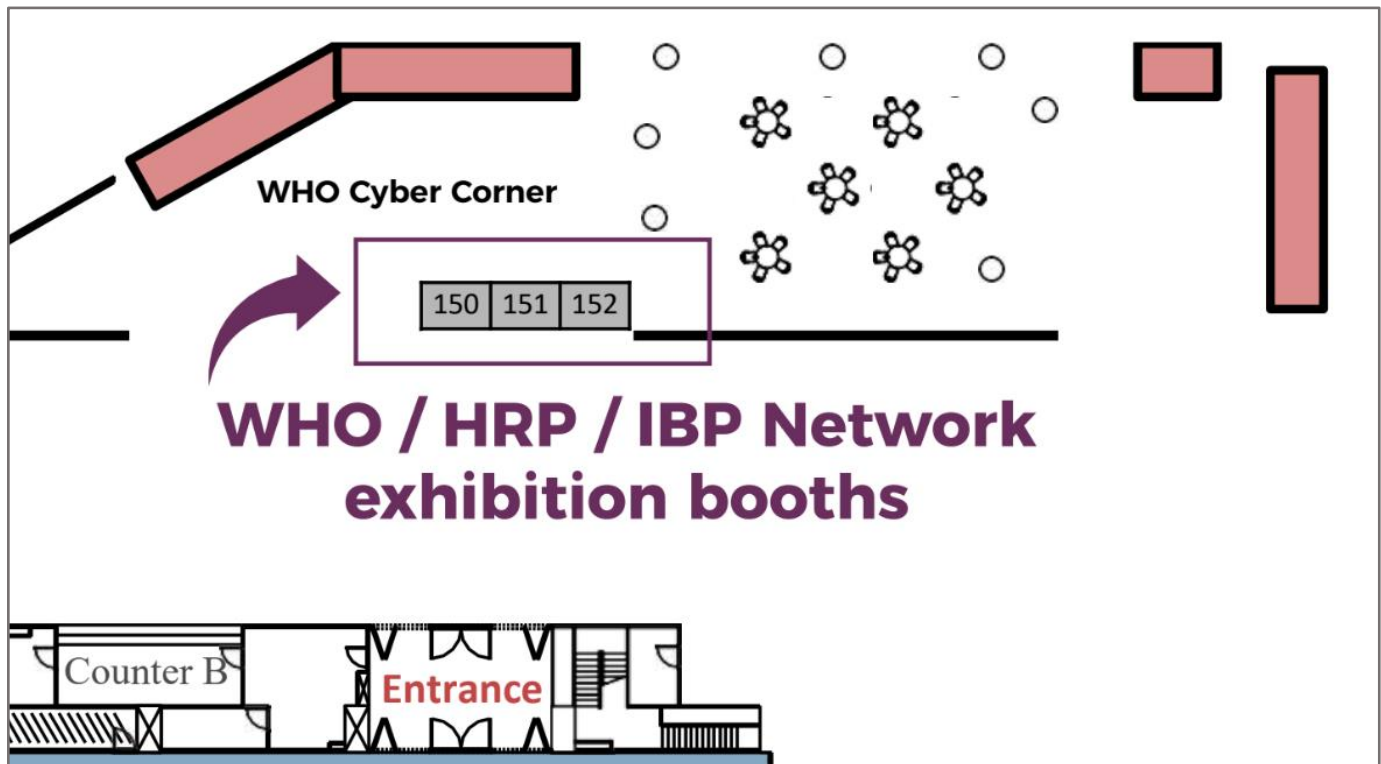 WHO Cyber Corner
150 151 152
WHO / HRP / IBP Network
exhibition booths
Counter B
Entrance